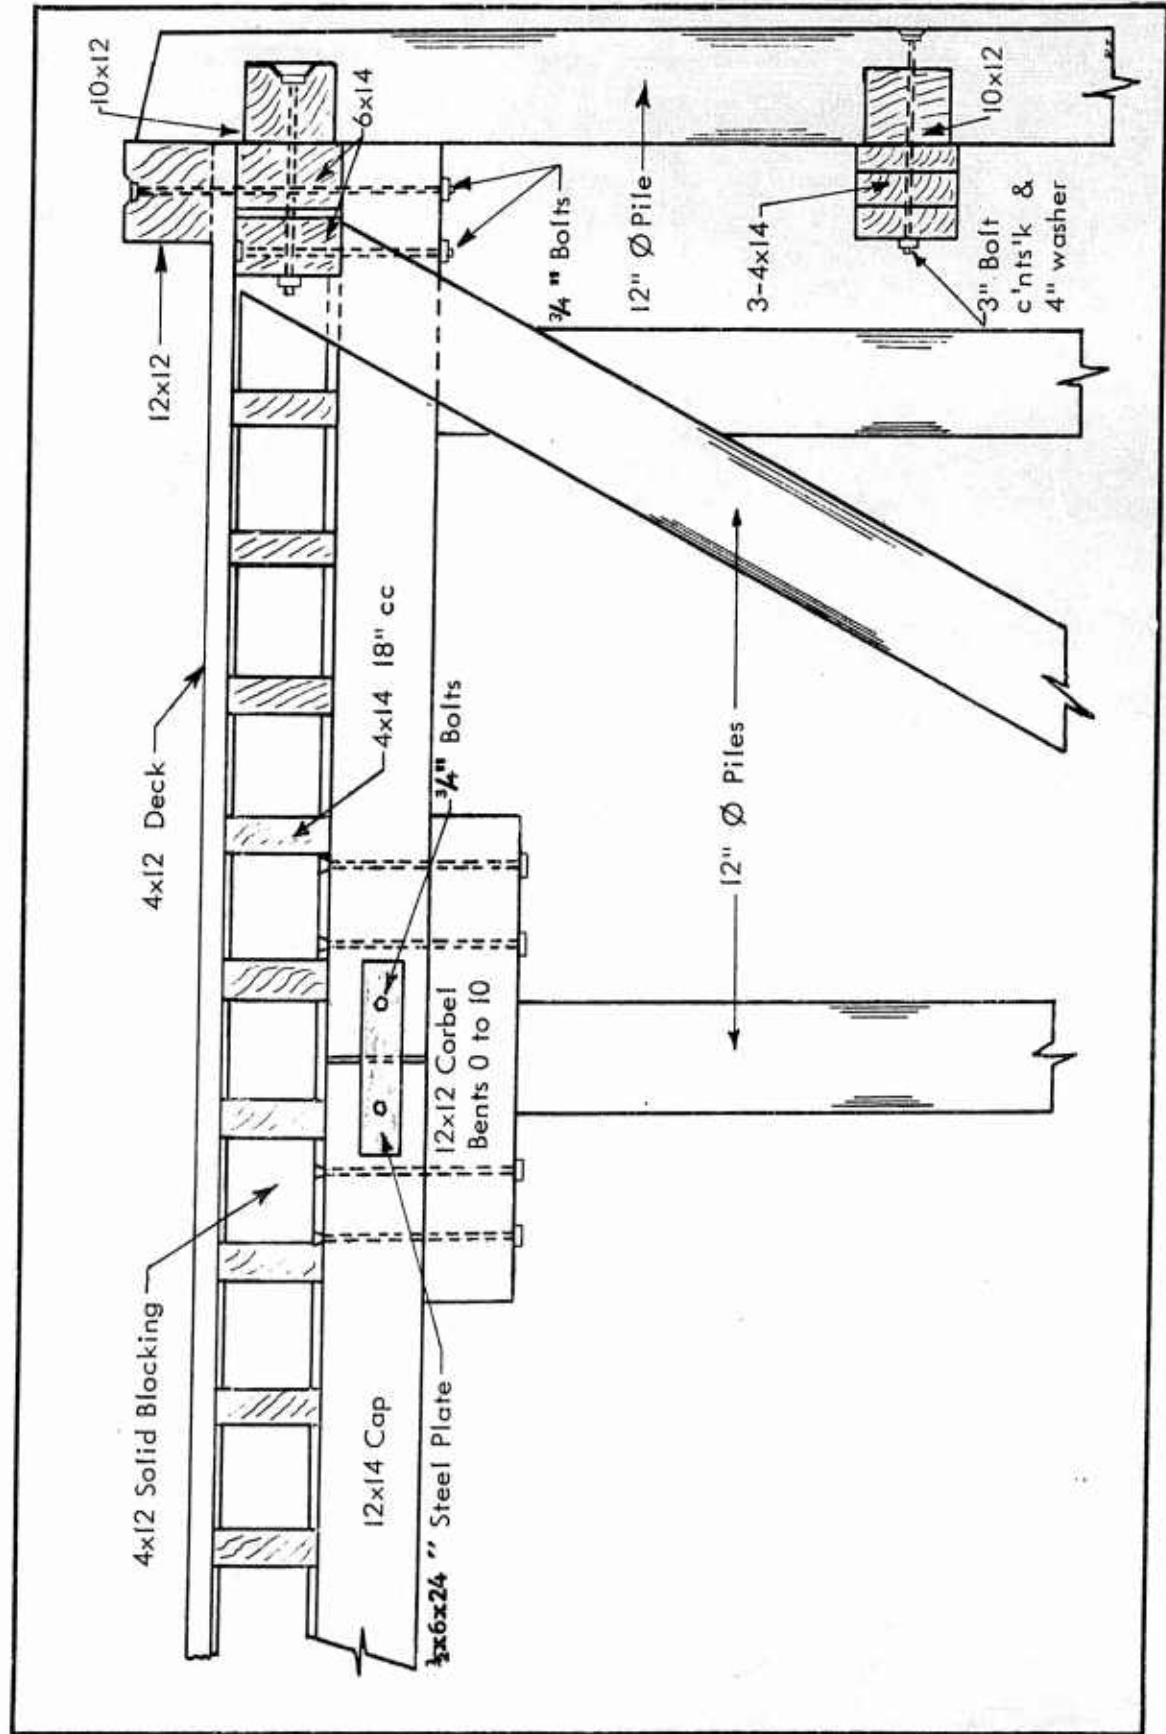 4x12 Solid Blocking
4x12 Deck
12x12
10x12
6x14
4x14 18" cc
3/4" Bolts
3/4" Bolts
12x14 Cap
12x12 Corbel
Bents 0 to 10
1/2x6x24" Steel Plate
12" Ø Piles
12" Ø Pile
3-4x14
10x12
3" Bolt
c'nts'k &
4" washer